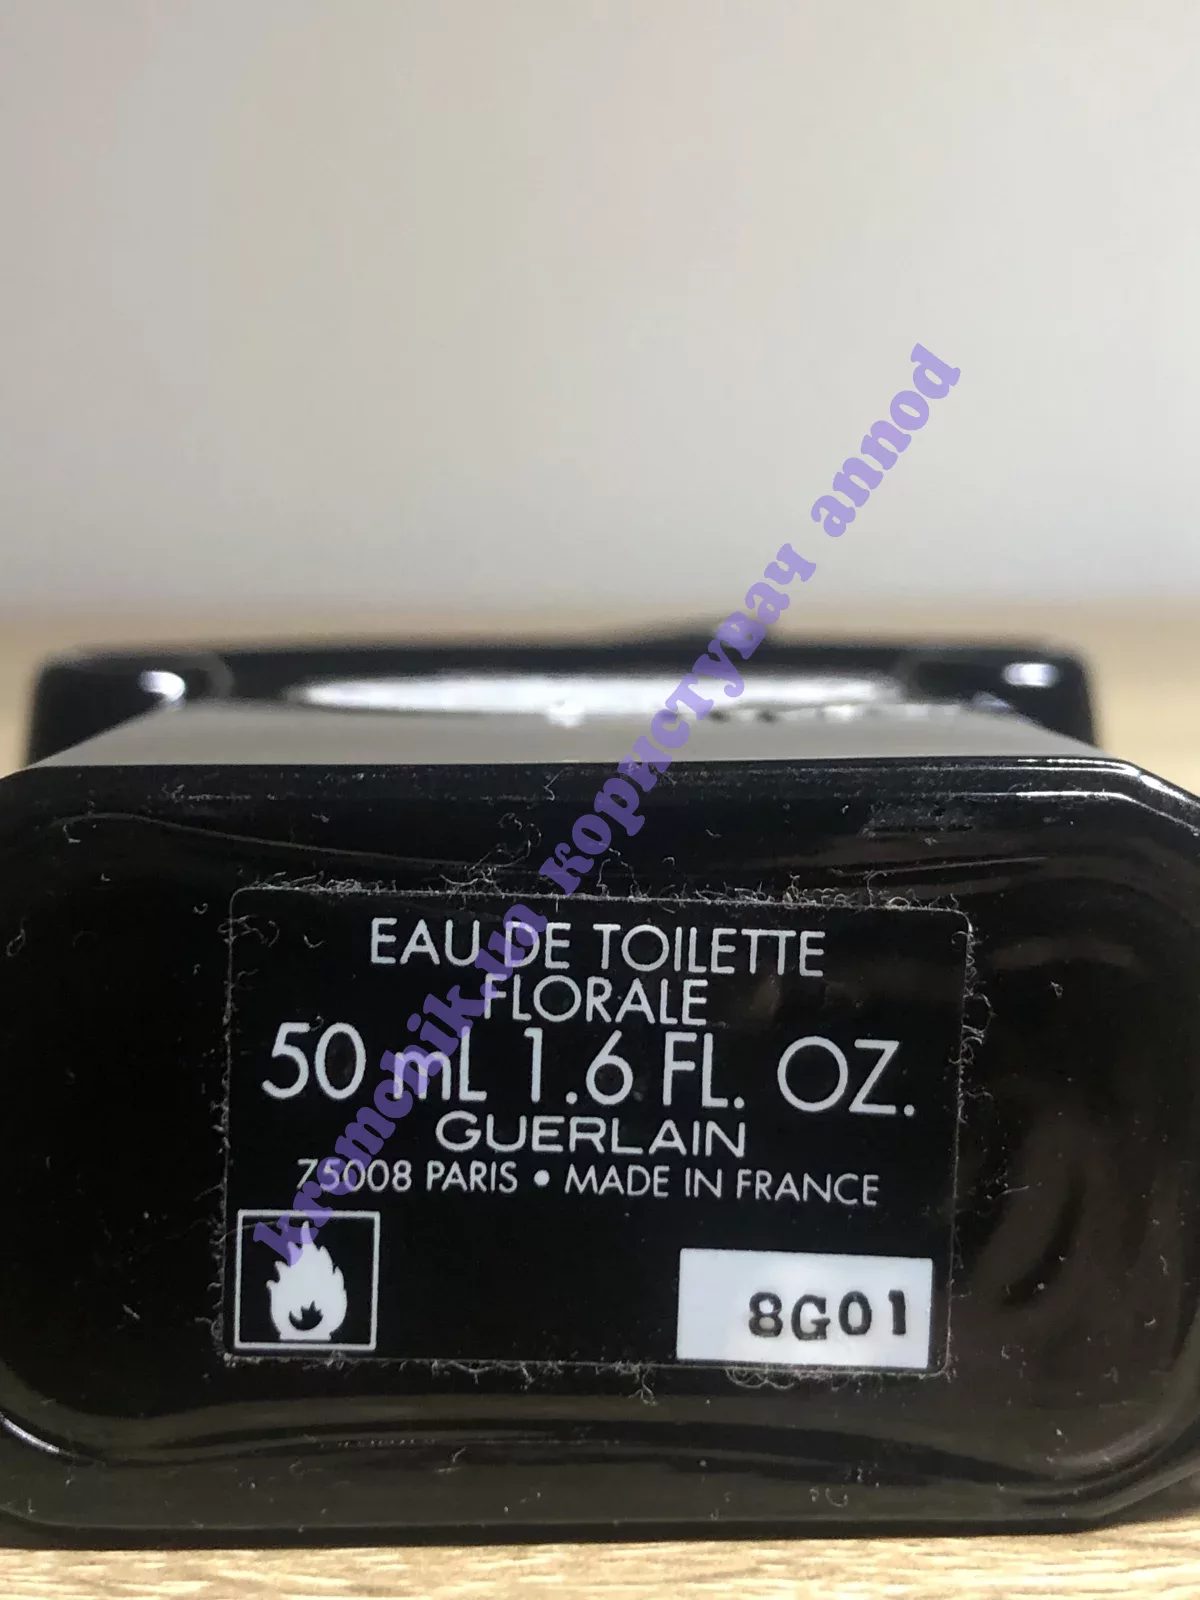 EAU DE TOILETTE
FLORALE
50 mL 1.6 FL. OZ.
GUERLAIN
75008 PARIS • MADE IN FRANCE
8G01
kremchik.ua користувач annod